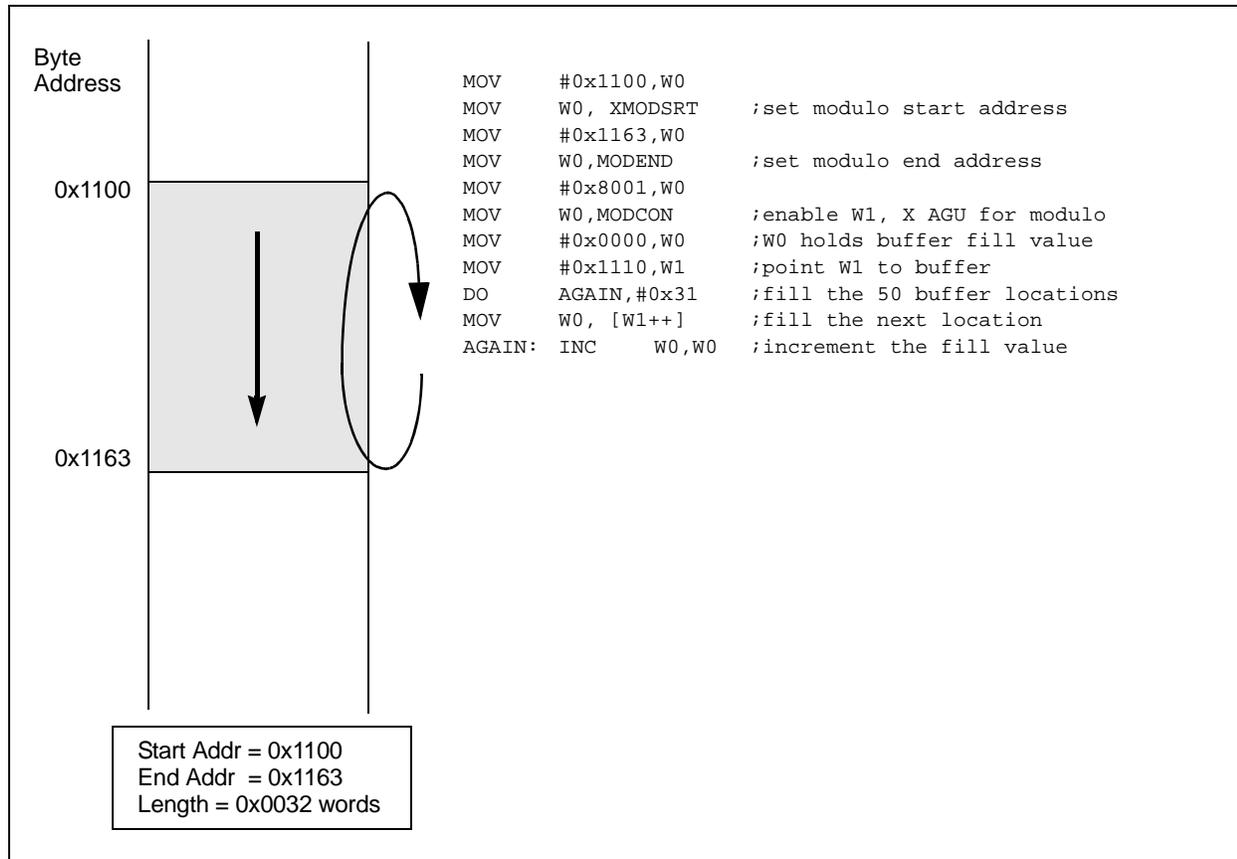 Byte
Address
0x1100
0x1163
MOV #0x1100,W0
MOV W0, XMODSRT ;set modulo start address
MOV #0x1163,W0
MOV W0,MODEND ;set modulo end address
MOV #0x8001,W0
MOV W0,MODCON ;enable W1, X AGU for modulo
MOV #0x0000,W0 ;W0 holds buffer fill value
MOV #0x1110,W1 ;point W1 to buffer
DO AGAIN,#0x31 ;fill the 50 buffer locations
MOV W0, [W1++] ;fill the next location
AGAIN: INC W0,W0 ;increment the fill value
Start Addr = 0x1100
End Addr = 0x1163
Length = 0x0032 words